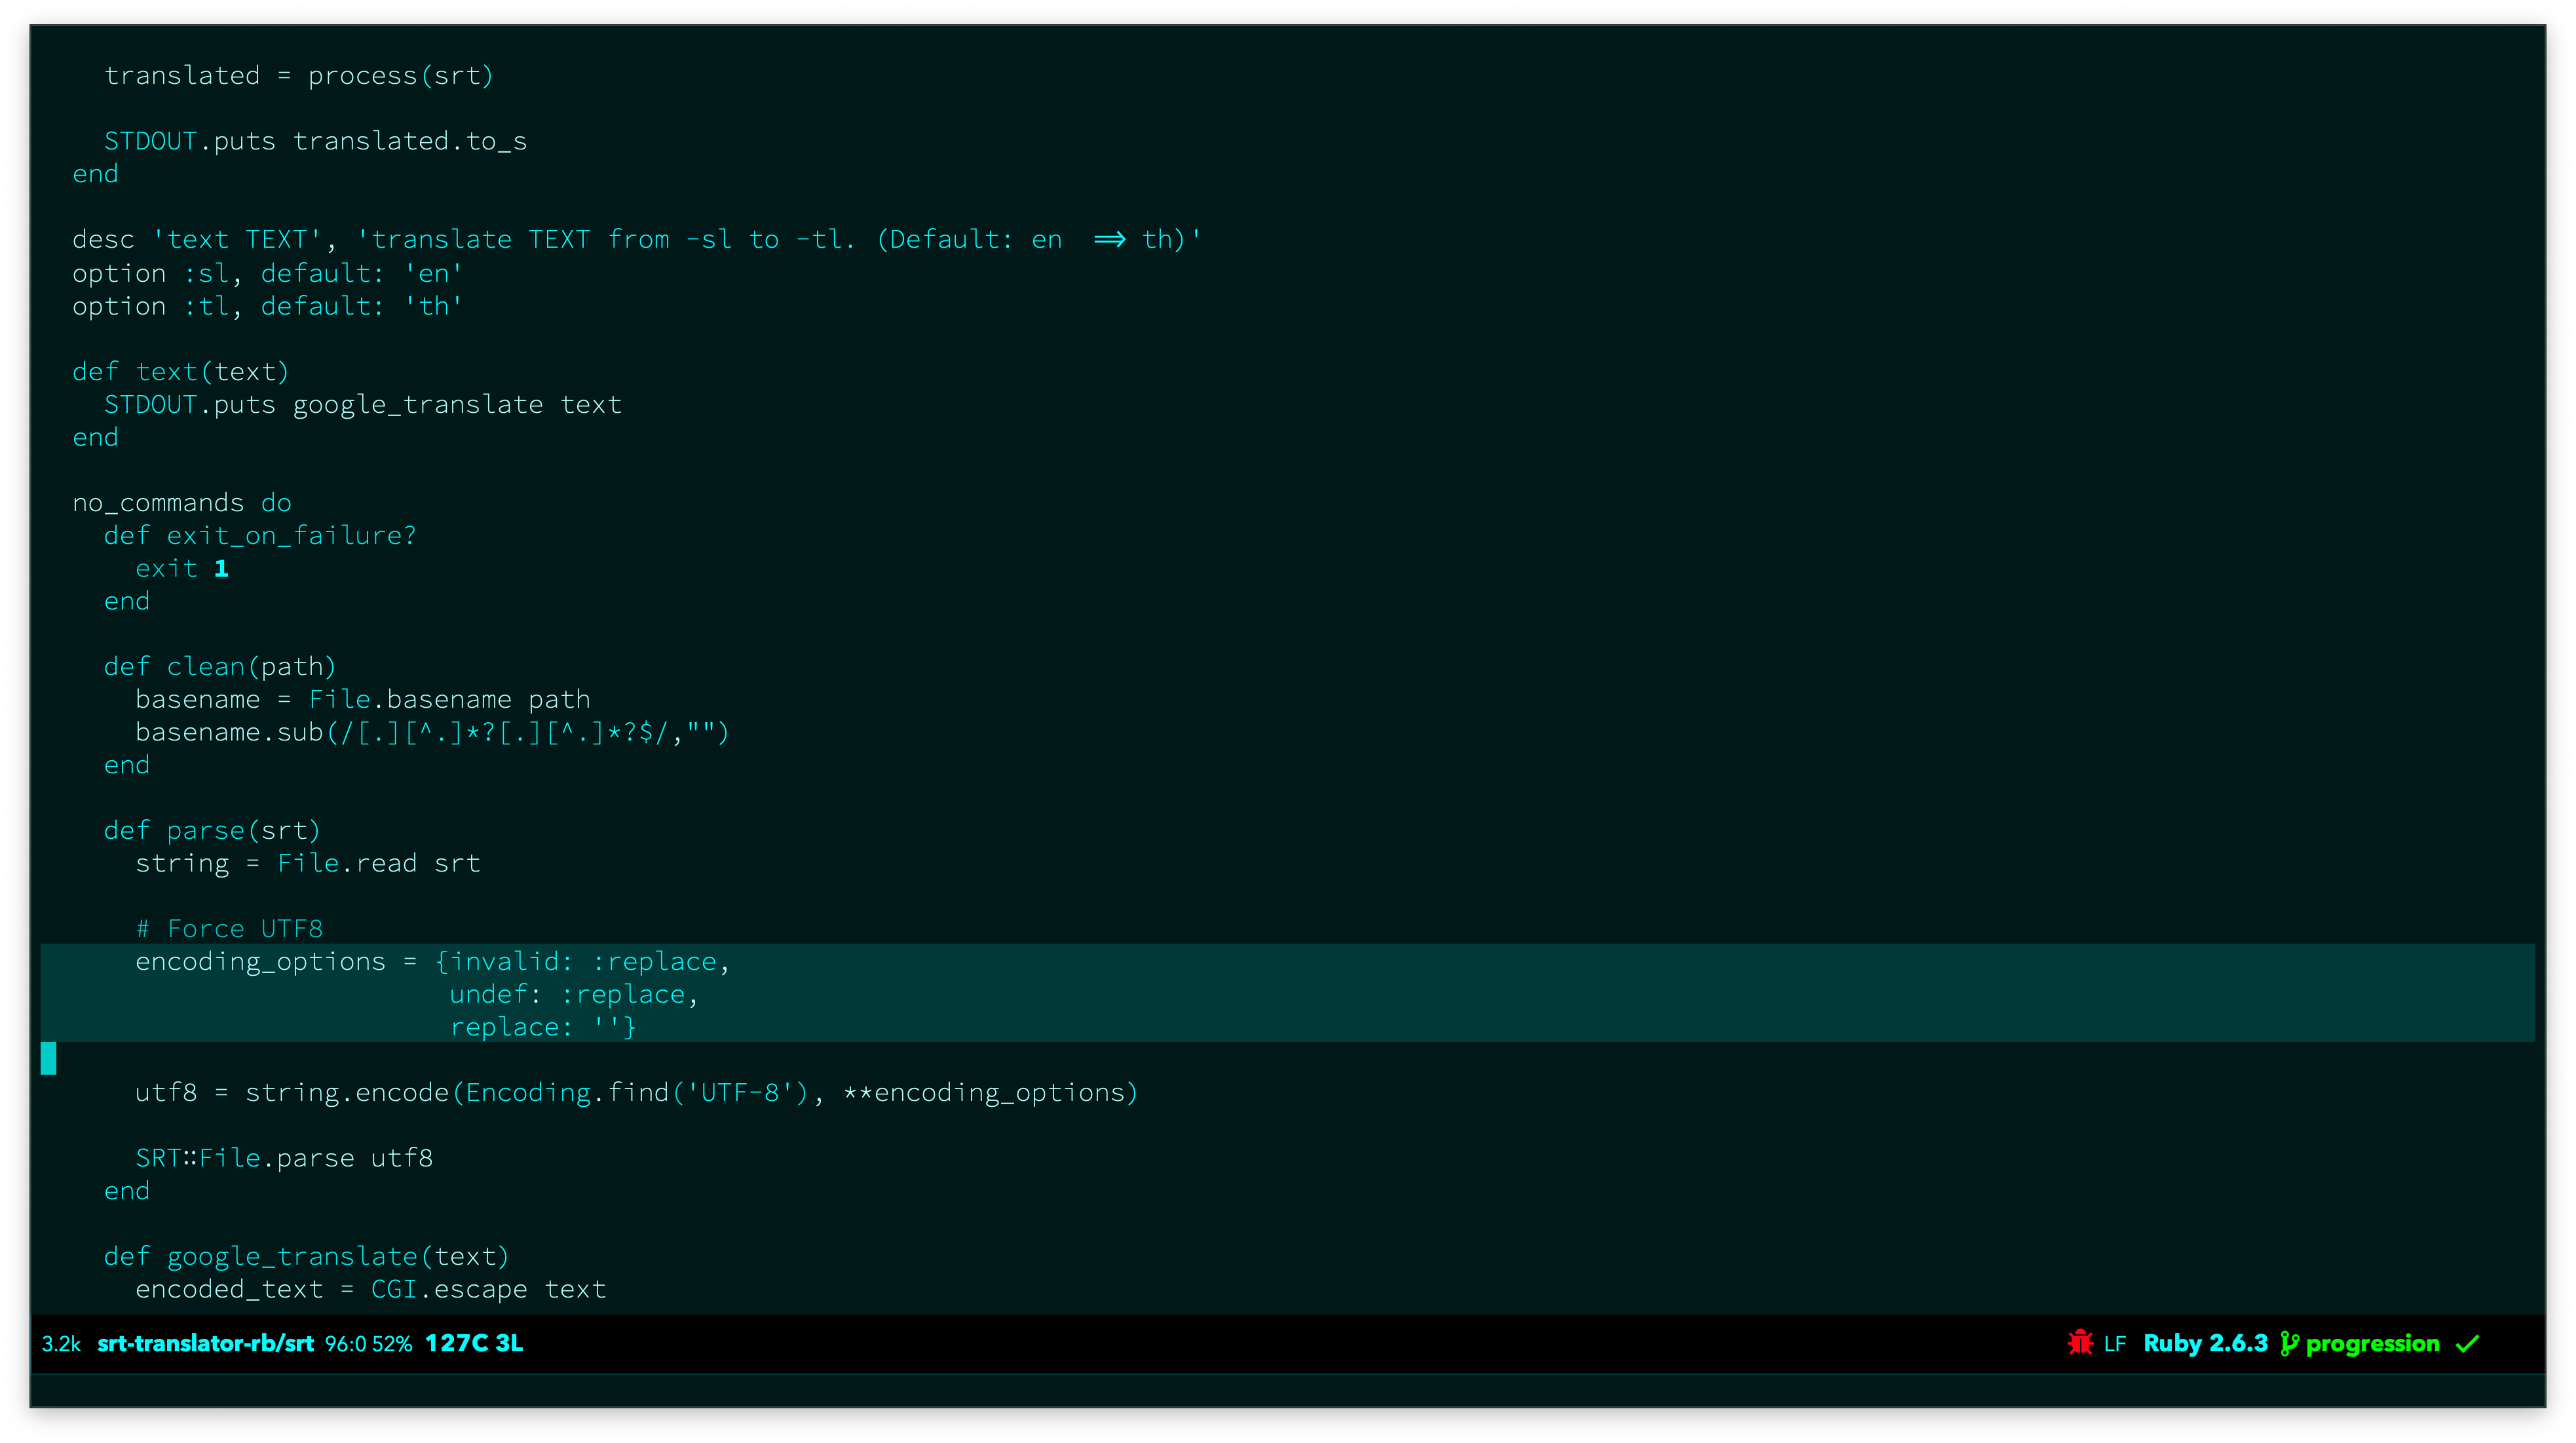 translated = process(srt)
STDOUT.puts translated.to_s
end
desc 'text TEXT', 'translate TEXT from -sl to -tl. (Default: en ⟹ th)'
option :sl, default: 'en'
option :tl, default: 'th'
def text(text)
STDOUT.puts google_translate text
end
no_commands do
def exit_on_failure?
exit 1
end
def clean(path)
basename = File.basename path
basename.sub(/[.][^.]*?[.][^.]*?$/,"")
end
def parse(srt)
string = File.read srt
# Force UTF8
encoding_options = {invalid: :replace,
undef: :replace,
replace: ''}
utf8 = string.encode(Encoding.find('UTF-8'), **encoding_options)
SRT::File.parse utf8
end
def google_translate(text)
encoded_text = CGI.escape text
3.2k srt-translator-rb/srt 96:0 52% 127C 3L LF Ruby 2.6.3 progression ✓